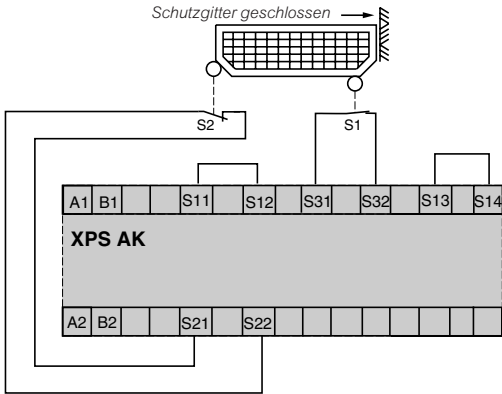 Schutzgitter geschlossen
S2
S1
A1 B1 S11 S12 S31 S32 S13 S14
XPS AK
A2 B2 S21 S22